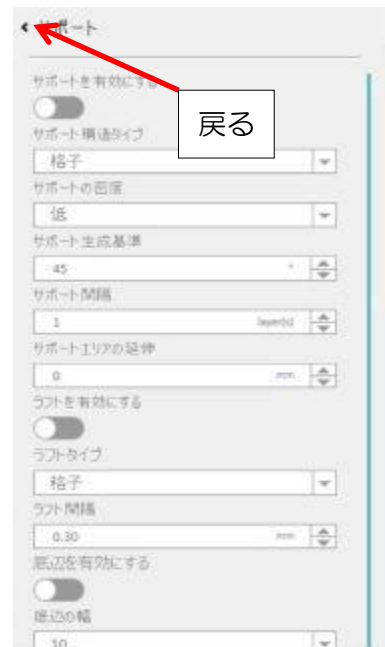 サポート
サポートを有効にする
戻る
サポート構造タイプ
格子
サポートの密度
低
サポート生成基準
45 °
サポート間隔
1 layer(s)
サポートエリアの延伸
0 mm
ラフトを有効にする
ラフトタイプ
格子
ラフト間隔
0.30 mm
底辺を有効にする
底辺の幅
10